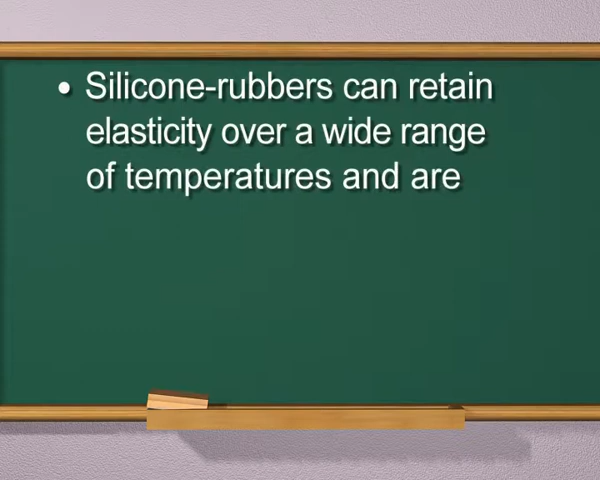 • Silicone-rubbers can retain
elasticity over a wide range
of temperatures and are